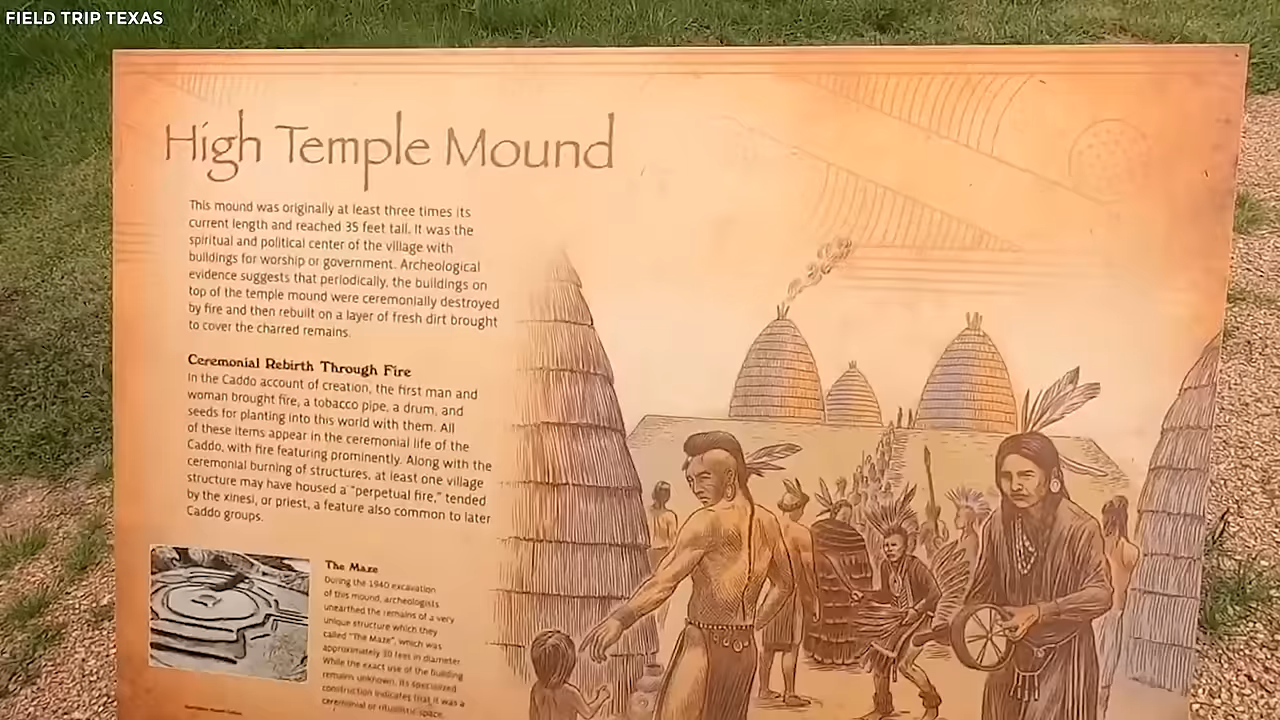 FIELD TRIP TEXAS
High Temple Mound
This mound was originally at least three times its
current length and reached 35 feet tall. It was the
spiritual and political center of the village with
buildings for worship or government. Archeological
evidence suggests that periodically, the buildings on
top of the temple mound were ceremonially destroyed
by fire and then rebuilt on a layer of fresh dirt brought
to cover the charred remains.
Ceremonial Rebirth Through Fire
In the Caddo account of creation, the first man and
woman brought fire, a tobacco pipe, a drum, and
seeds for planting into this world with them. All
of these items appear in the ceremonial life of the
Caddo, with fire featuring prominently. Along with the
ceremonial burning of structures, at least one village
structure may have housed a "perpetual fire," tended
by the xinesi, or priest, a feature also common to later
Caddo groups.
The Maze
During the 1940 excavation
of this mound, archeologists
unearthed the remains of a very
unique structure which they
called "The Maze", which was
approximately 30 feet in diameter.
While the exact use of the building
remains unknown, its specialized
construction indicates that it was a
ceremonial or ritualistic space.